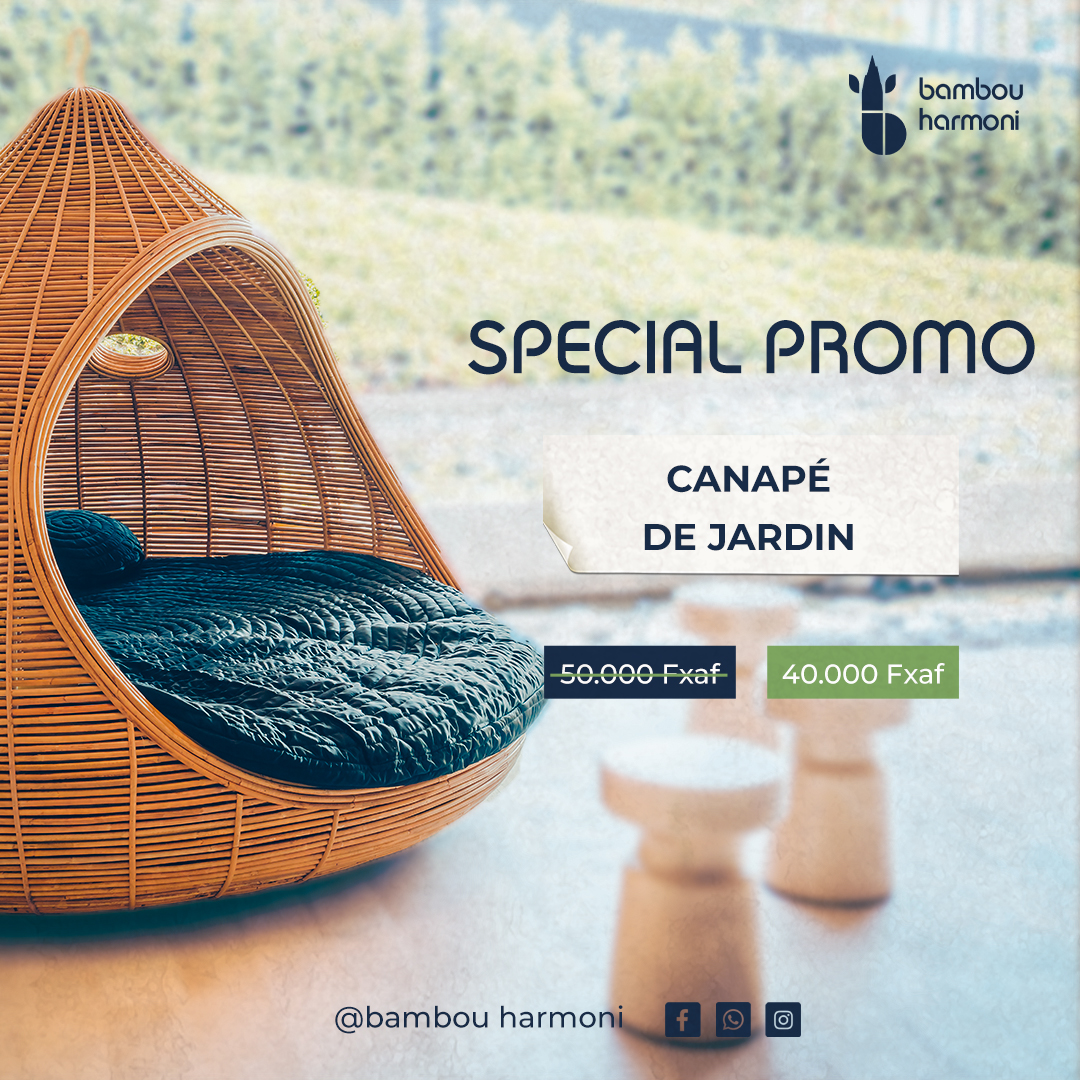 bambou
harmoni
SPECIAL PROMO
CANAPÉ
DE JARDIN
50.000 Fxaf
40.000 Fxaf
@bambou harmoni